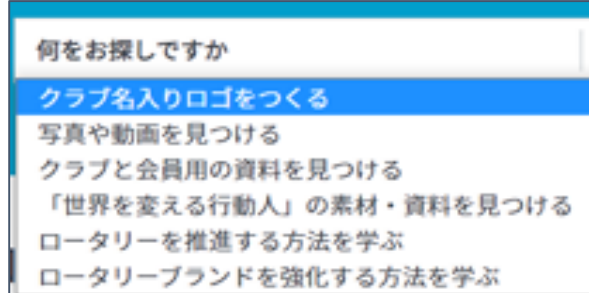 何をお探しですか
クラブ名入りロゴをつくる
写真や動画を見つける
クラブと会員用の資料を見つける
「世界を変える行動人」の素材・資料を見つける
ロータリーを推進する方法を学ぶ
ロータリーブランドを強化する方法を学ぶ